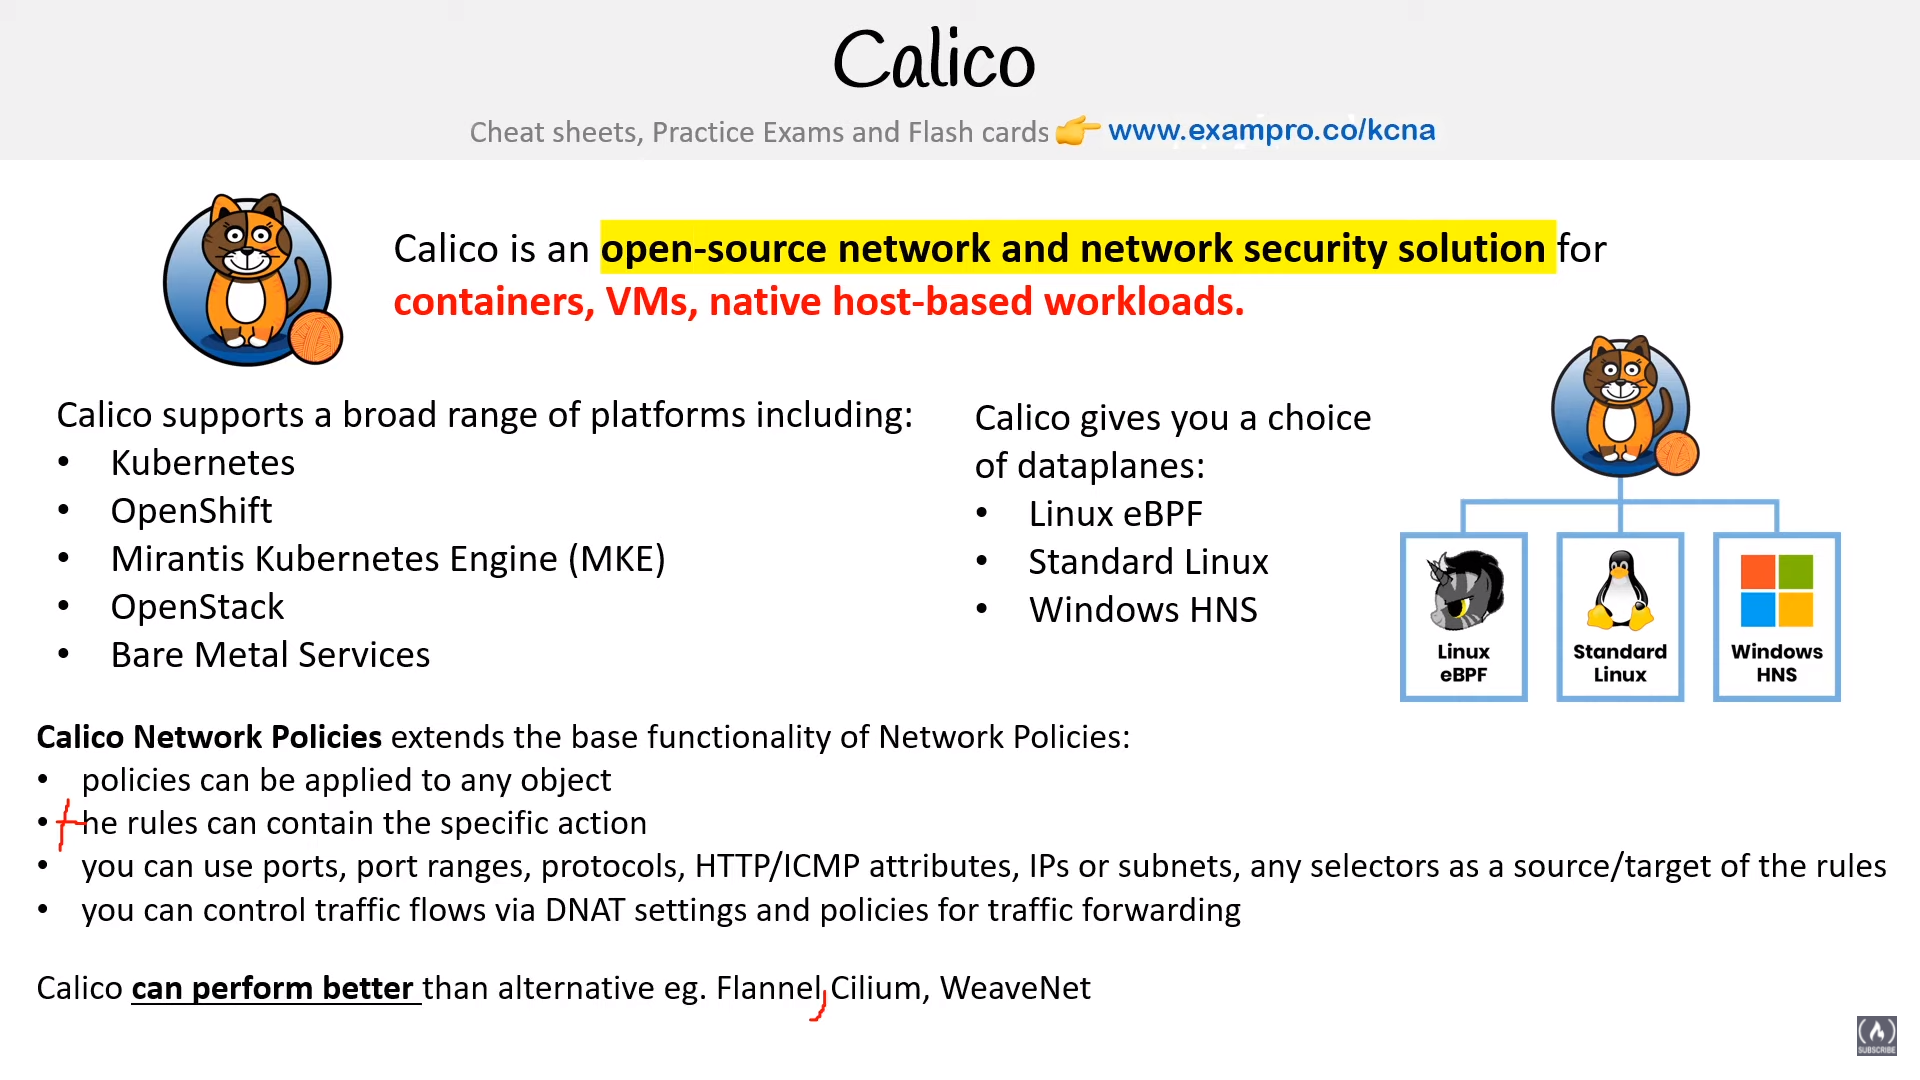 Calico
Cheat sheets, Practice Exams and Flash cards 👉 www.exampro.co/kcna
Calico is an open-source network and network security solution for
containers, VMs, native host-based workloads.
Calico supports a broad range of platforms including:
• Kubernetes
• OpenShift
• Mirantis Kubernetes Engine (MKE)
• OpenStack
• Bare Metal Services
Calico gives you a choice
of dataplanes:
• Linux eBPF
• Standard Linux
• Windows HNS
Linux
eBPF
Standard
Linux
Windows
HNS
Calico Network Policies extends the base functionality of Network Policies:
• policies can be applied to any object
• the rules can contain the specific action
• you can use ports, port ranges, protocols, HTTP/ICMP attributes, IPs or subnets, any selectors as a source/target of the rules
• you can control traffic flows via DNAT settings and policies for traffic forwarding
Calico can perform better than alternative eg. Flannel, Cilium, WeaveNet
SUBSCRIBE